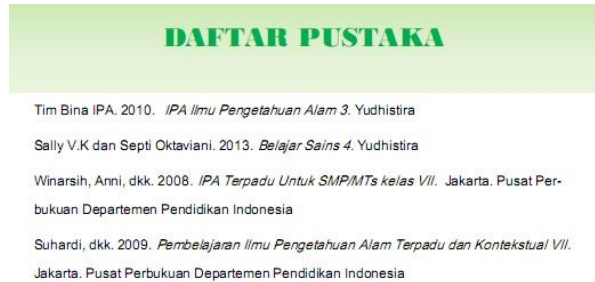 DAFTAR PUSTAKA
Tim Bina IPA. 2010. IPA Ilmu Pengetahuan Alam 3. Yudhistira
Sally V.K dan Septi Oktaviani. 2013. Belajar Sains 4. Yudhistira
Winarsih, Anni, dkk. 2008. IPA Terpadu Untuk SMP/MTs kelas VII. Jakarta. Pusat Per-
bukuan Departemen Pendidikan Indonesia
Suhardi, dkk. 2009. Pembelajaran Ilmu Pengetahuan Alam Terpadu dan Kontekstual VII.
Jakarta. Pusat Perbukuan Departemen Pendidikan Indonesia